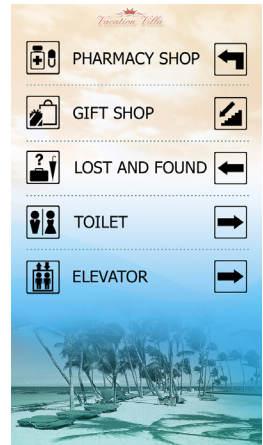 Vacation Villa
PHARMACY SHOP
GIFT SHOP
?
LOST AND FOUND
TOILET
ELEVATOR